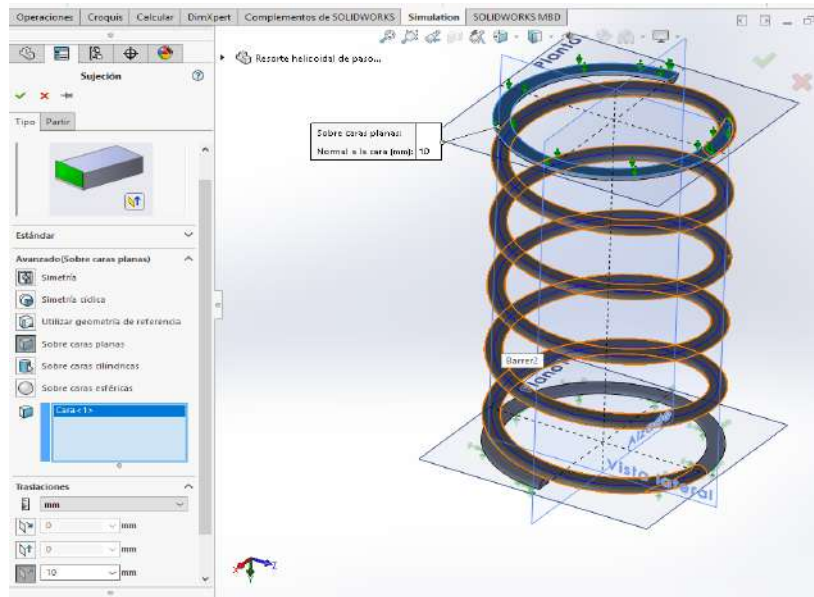 Operaciones Croquis Calcular DimXpert Complementos de SOLIDWORKS Simulation SOLIDWORKS MBD
Resorte helicoidal de paso...
Sujeción
Tipo Partir
Estándar
Avanzado(Sobre caras planas)
Simetría
Simetría cíclica
Utilizar geometría de referencia
Sobre caras planas
Sobre caras cilíndricas
Sobre caras esféricas
Cara<1>
Traslaciones
mm
0 mm
0 mm
10 mm
Sobre caras planas:
Normal a la cara (mm): 10
Barrer2
Vista lateral